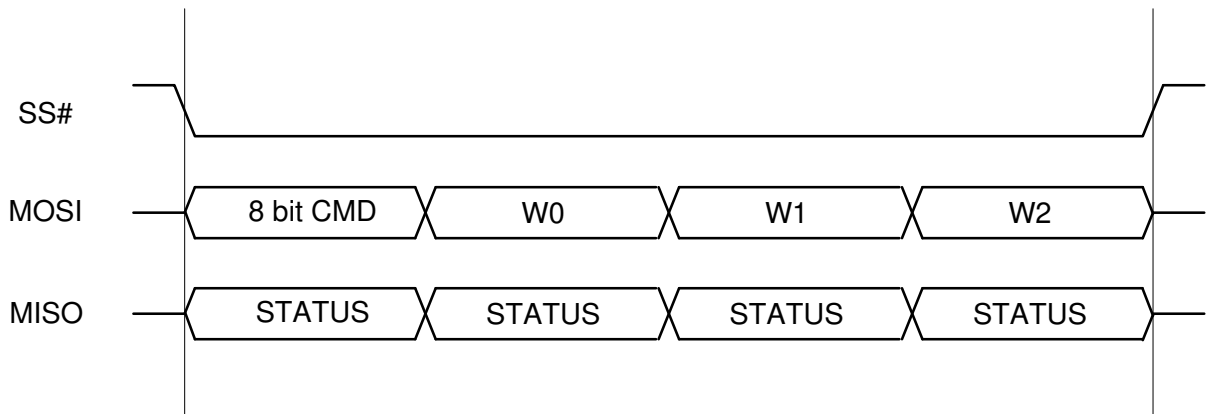 SS#
MOSI 8 bit CMD W0 W1 W2
MISO STATUS STATUS STATUS STATUS